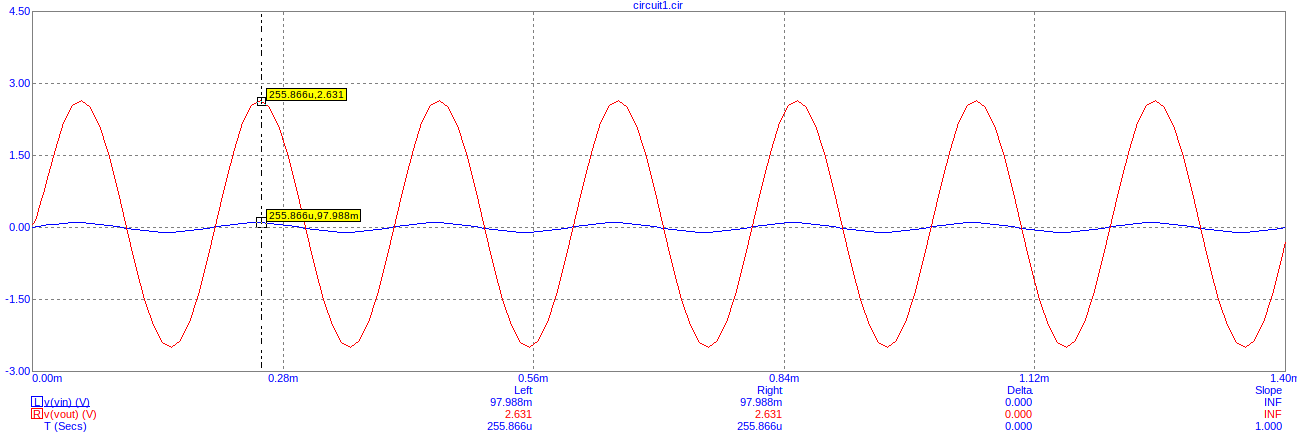 circuit1.cir
4.50
3.00
255.866u,2.631
1.50
255.866u,97.988m
0.00
-1.50
-3.00
0.00m 0.28m 0.56m 0.84m 1.12m 1.40m
Left Right Delta Slope
L v(vin) (V) 97.988m 97.988m 0.000 INF
R v(vout) (V) 2.631 2.631 0.000 INF
T (Secs) 255.866u 255.866u 0.000 1.000